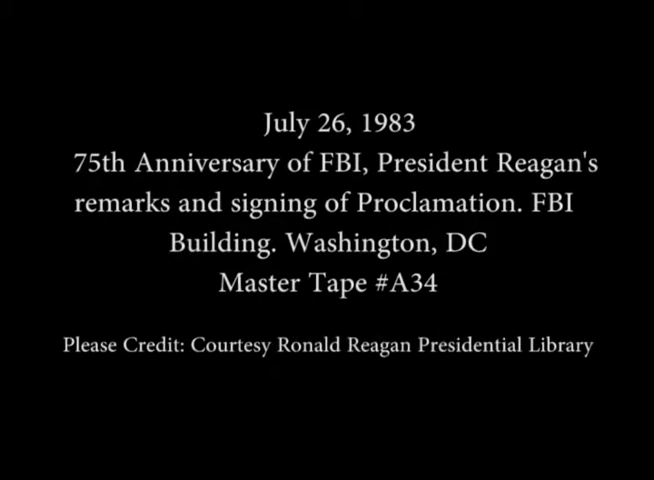 July 26, 1983
75th Anniversary of FBI, President Reagan's
remarks and signing of Proclamation. FBI
Building. Washington, DC
Master Tape #A34
Please Credit: Courtesy Ronald Reagan Presidential Library